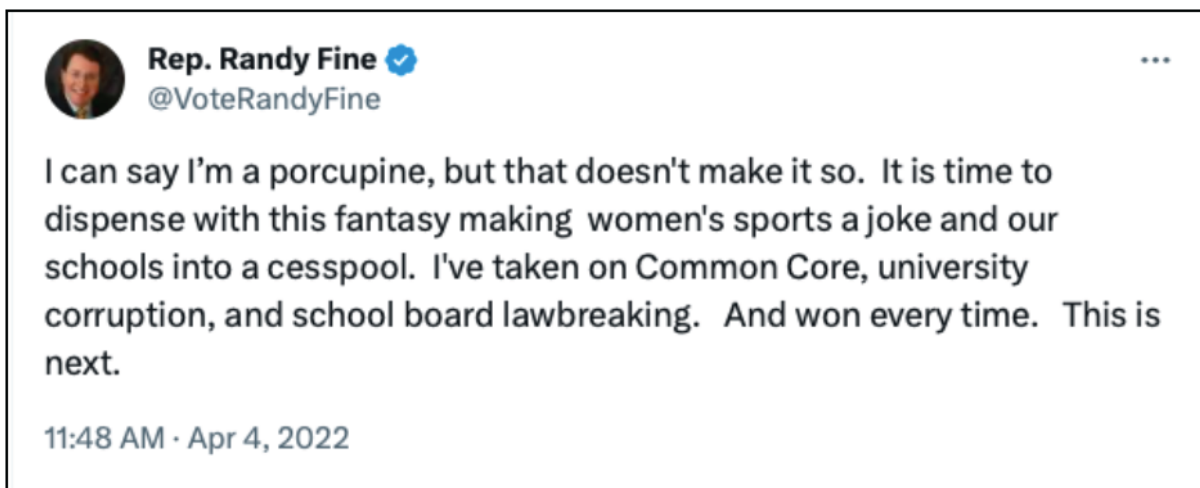 Rep. Randy Fine
@VoteRandyFine
I can say I’m a porcupine, but that doesn't make it so.  It is time to
dispense with this fantasy making  women's sports a joke and our
schools into a cesspool.  I've taken on Common Core, university
corruption, and school board lawbreaking.   And won every time.   This is
next.
11:48 AM · Apr 4, 2022